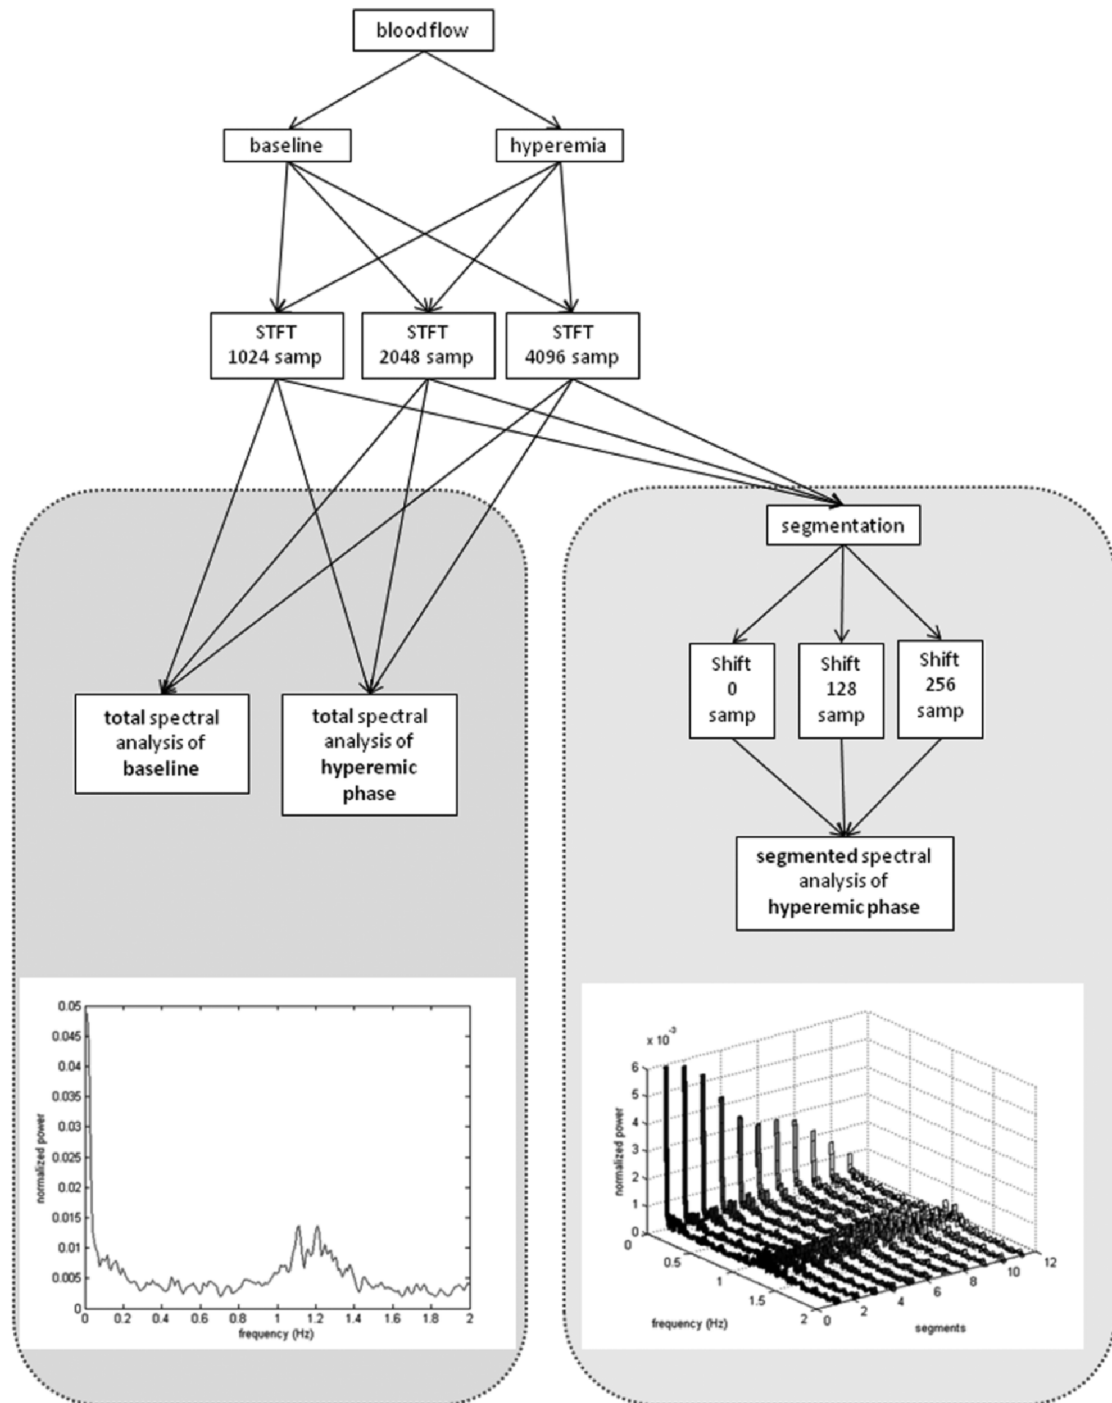 blood flow
baseline
hyperemia
STFT
1024 samp
STFT
2048 samp
STFT
4096 samp
segmentation
Shift
0
samp
Shift
128
samp
Shift
256
samp
total spectral
analysis of
baseline
total spectral
analysis of
hyperemic
phase
segmented spectral
analysis of
hyperemic phase
0.05
0.045
0.04
0.035
0.03
0.025
0.02
0.015
0.01
0.005
0
normalized power
0 0.2 0.4 0.6 0.8 1 1.2 1.4 1.6 1.8 2
frequency (Hz)
x 10⁻³
6
5
4
3
2
1
0
normalized power
0 0.5 1 1.5 2
frequency (Hz)
0 2 4 6 8 10 12
segments